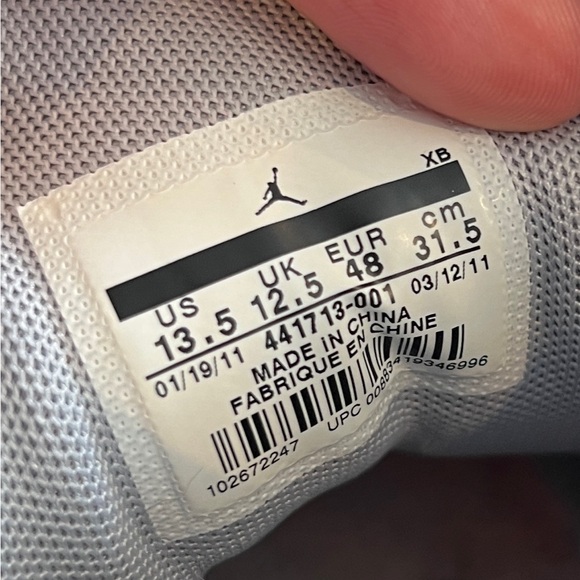 XB
US UK EUR cm
13.5 12.5 48 31.5
01/19/11 441713-001 03/12/11
MADE IN CHINA
FABRIQUE EN CHINE
102672247 UPC 00883419346996